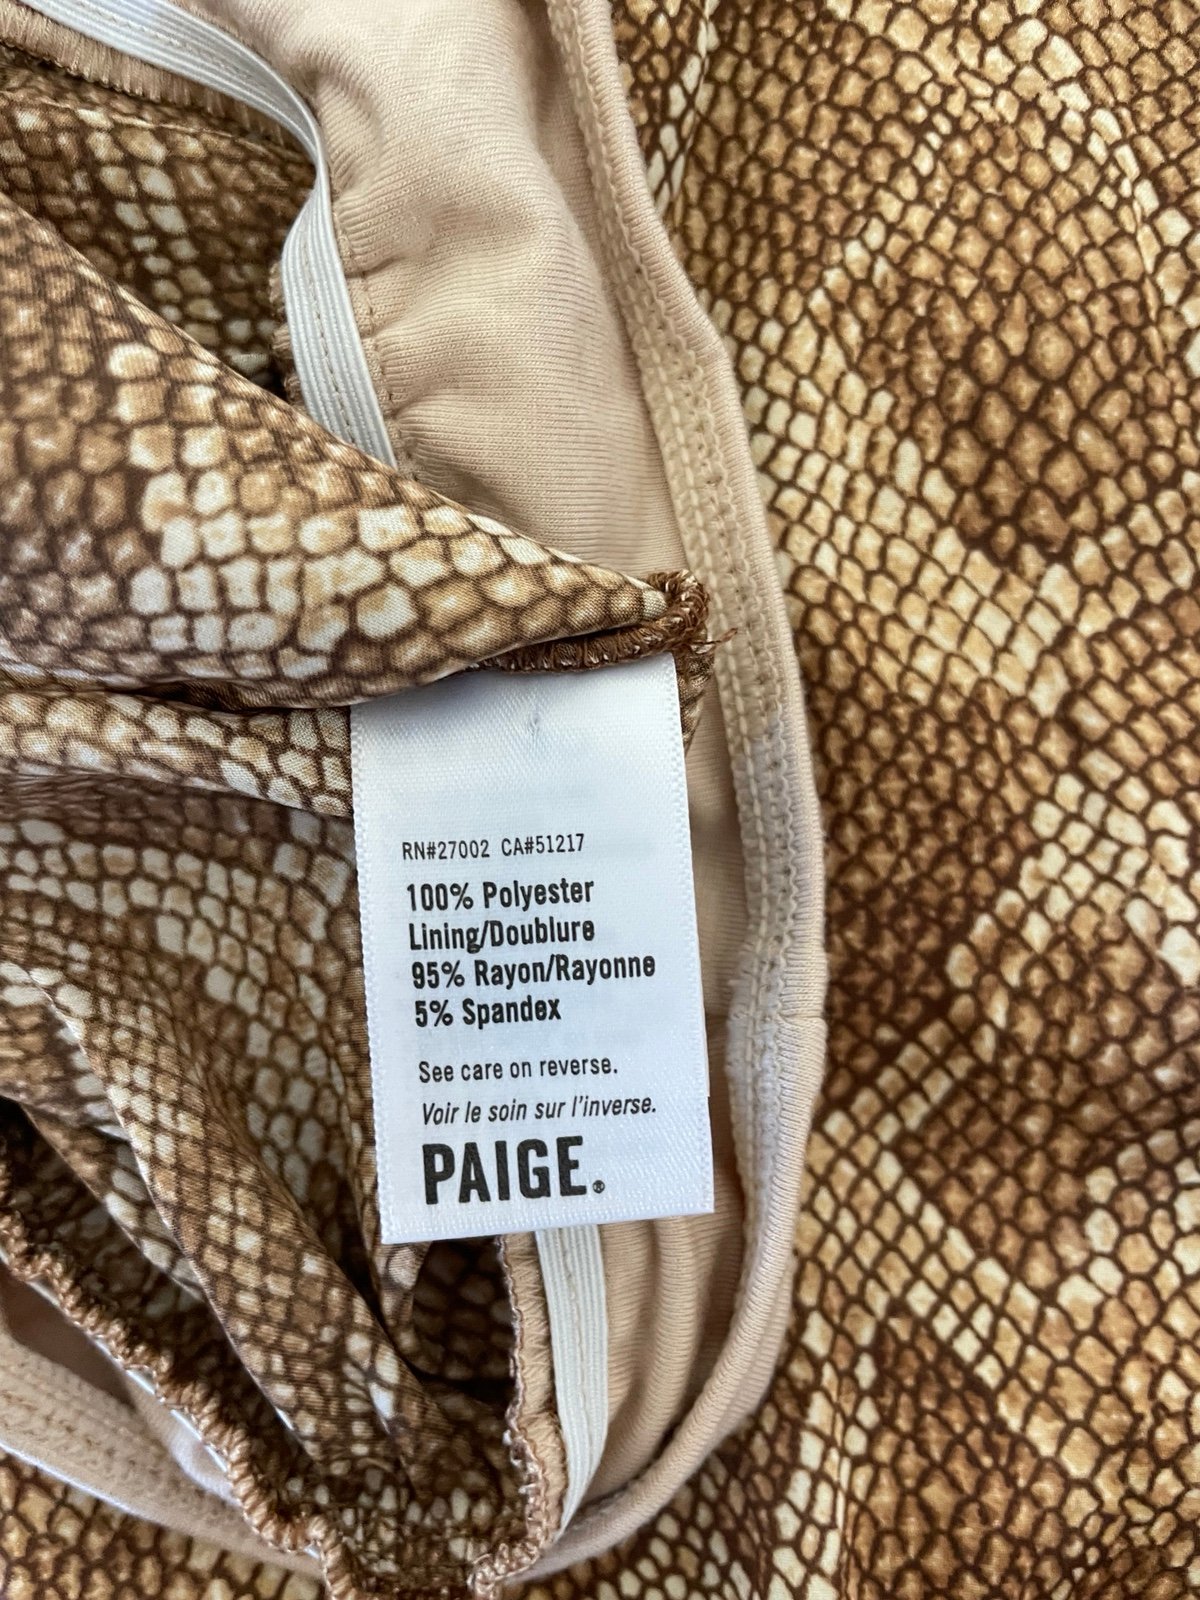 RN#27002 CA#51217
100% Polyester
Lining/Doublure
95% Rayon/Rayonne
5% Spandex
See care on reverse.
Voir le soin sur l'inverse.
PAIGE.®